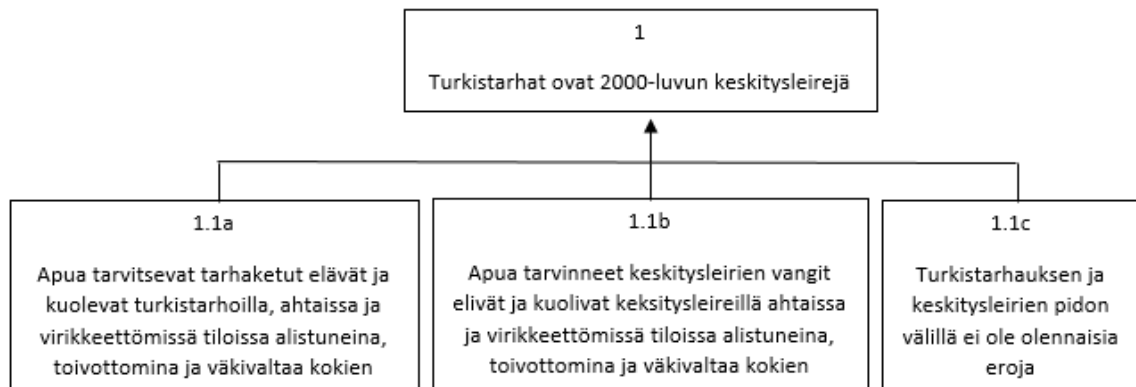 1
Turkistarhat ovat 2000-luvun keskitysleirejä
1.1a
Apua tarvitsevat tarhaketut elävät ja
kuolevat turkistarhoilla, ahtaissa ja
virikkeettömissä tiloissa alistuneina,
toivottomina ja väkivaltaa kokien
1.1b
Apua tarvinneet keskitysleirien vangit
elivät ja kuolivat keksitysleireillä ahtaissa
ja virikkeettömissä tiloissa alistuneina,
toivottomina ja väkivaltaa kokien
1.1c
Turkistarhauksen ja
keskitysleirien pidon
välillä ei ole olennaisia
eroja